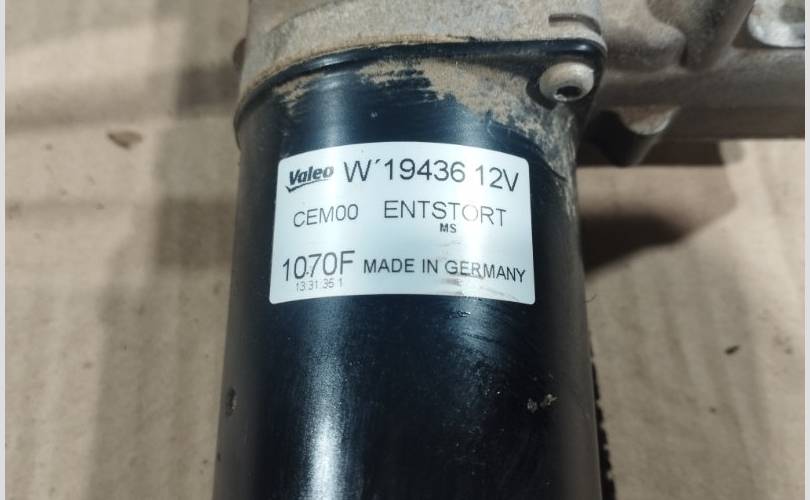 Valeo W´19436 12V
CEM00 ENTSTORT
MS
1070F MADE IN GERMANY
13:31:35 1